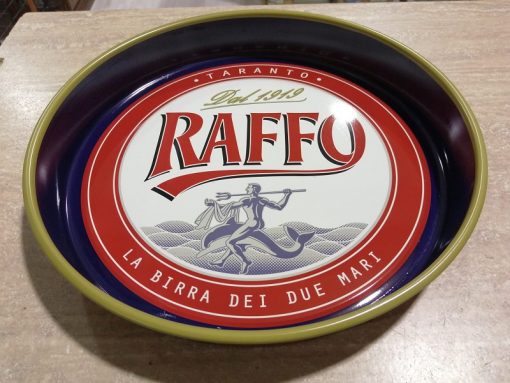 • TARANTO •
Dal 1919
RAFFO
LA BIRRA DEI DUE MARI